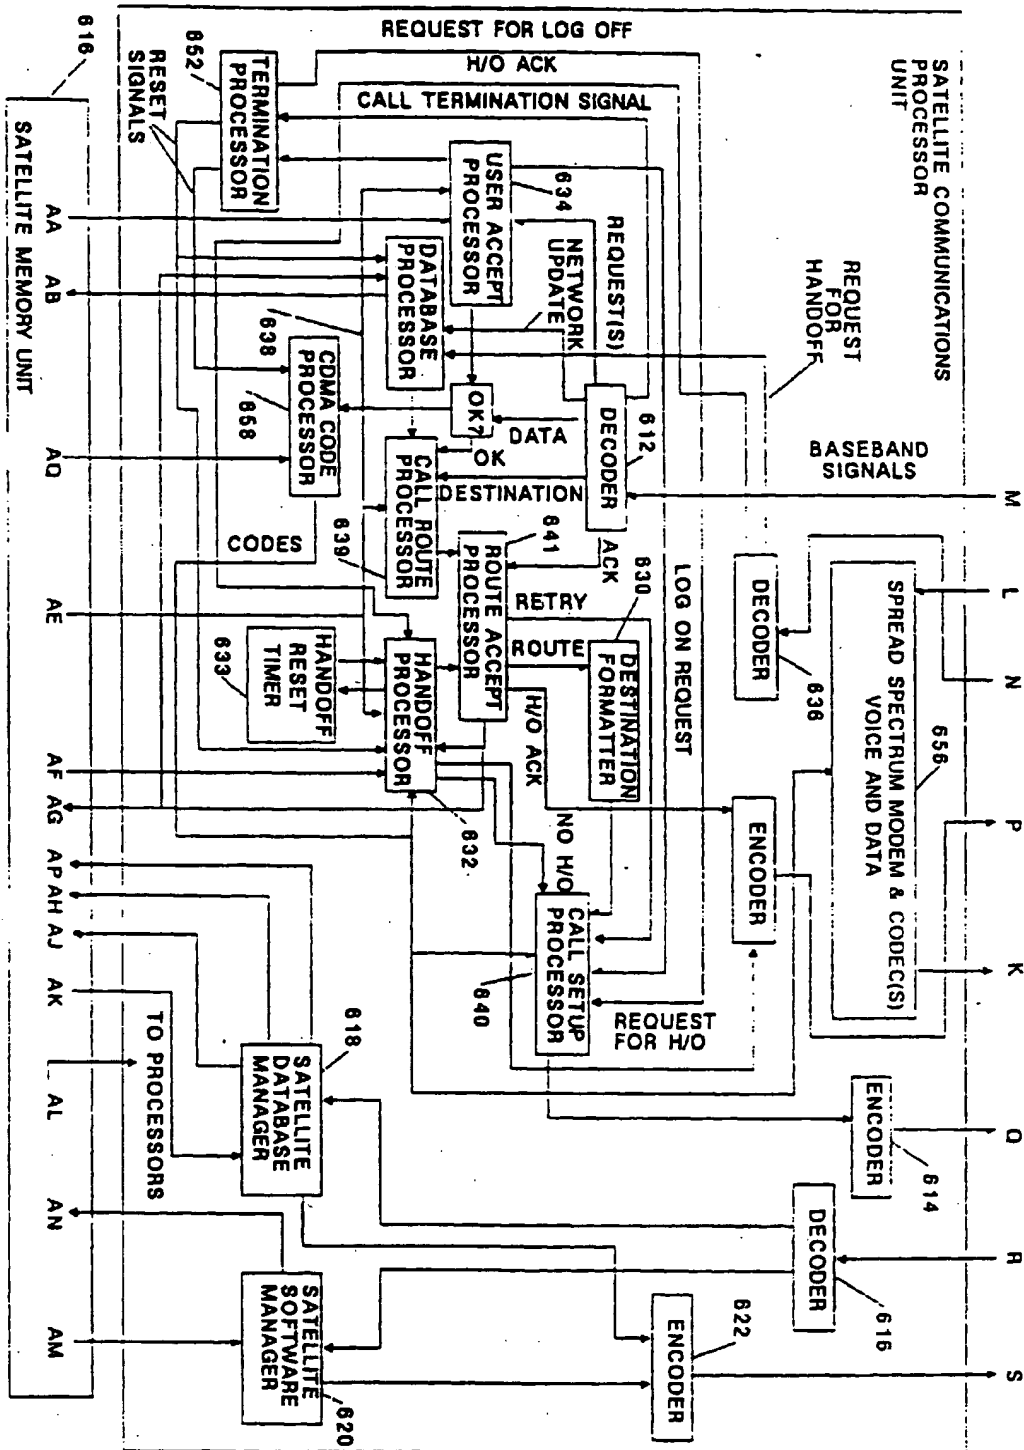 SATELLITE COMMUNICATIONS
PROCESSOR
UNIT
M
L
N
P
K
Q
R
S
BASEBAND
SIGNALS
REQUEST
FOR
HANDOFF
SPREAD SPECTRUM MODEM & CODEC(S)
VOICE AND DATA
656
DECODER
636
ENCODER
ENCODER
614
DECODER
616
ENCODER
622
REQUEST FOR LOG OFF
H/O ACK
CALL TERMINATION SIGNAL
LOG ON REQUEST
REQUEST(S)
NETWORK
UPDATE
DECODER
612
DATA
DESTINATION
ACK
DESTINATION
FORMATTER
630
NO H/O
CALL SETUP
PROCESSOR
640
REQUEST
FOR H/O
USER ACCEPT
PROCESSOR
634
OK?
OK
ROUTE ACCEPT
PROCESSOR
641
RETRY
ROUTE
H/O ACK
DATABASE
PROCESSOR
638
CALL ROUTE
PROCESSOR
639
HANDOFF
PROCESSOR
632
CDMA CODE
PROCESSOR
658
CODES
HANDOFF
RESET
TIMER
633
TERMINATION
PROCESSOR
652
RESET
SIGNALS
SATELLITE
DATABASE
MANAGER
618
SATELLITE
SOFTWARE
MANAGER
620
TO PROCESSORS
616
AA
AB
AQ
AE
AF
AG
AP
AH
AJ
AK
AL
AN
AM
SATELLITE MEMORY UNIT